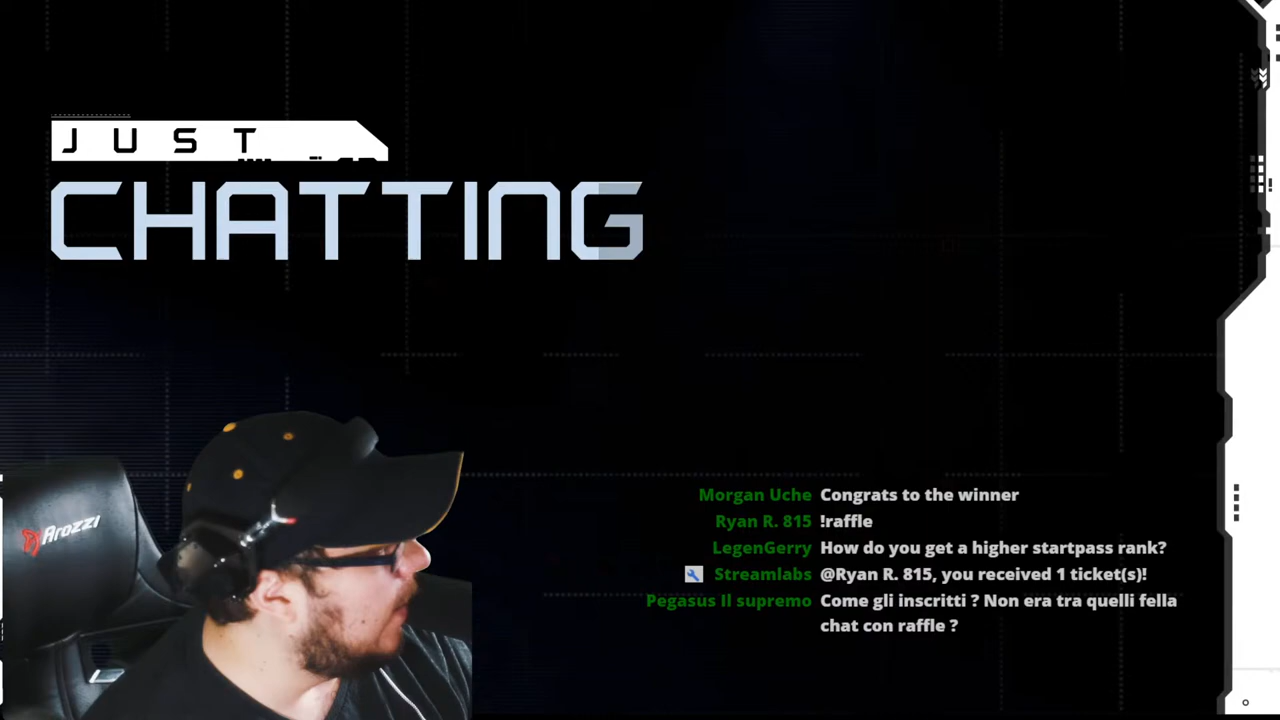 JUST
CHATTING
Arozzi
Morgan Uche Congrats to the winner
Ryan R. 815 !raffle
LegenGerry How do you get a higher startpass rank?
Streamlabs @Ryan R. 815, you received 1 ticket(s)!
Pegasus Il supremo Come gli inscritti ? Non era tra quelli fella
chat con raffle ?